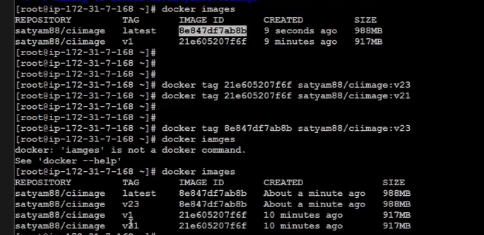 [root@ip-172-31-7-168 ~]# docker images
REPOSITORY TAG IMAGE ID CREATED SIZE
satyam88/ciimage latest 8e847df7ab8b 9 seconds ago 988MB
satyam88/ciimage v1 21e605207f6f 9 minutes ago 917MB
[root@ip-172-31-7-168 ~]#
[root@ip-172-31-7-168 ~]#
[root@ip-172-31-7-168 ~]#
[root@ip-172-31-7-168 ~]# docker tag 21e605207f6f satyam88/ciimage:v23
[root@ip-172-31-7-168 ~]# docker tag 21e605207f6f satyam88/ciimage:v21
[root@ip-172-31-7-168 ~]#
[root@ip-172-31-7-168 ~]# docker tag 8e847df7ab8b satyam88/ciimage:v23
[root@ip-172-31-7-168 ~]# docker iamges
docker: 'iamges' is not a docker command.
See 'docker --help'
[root@ip-172-31-7-168 ~]# docker images
REPOSITORY TAG IMAGE ID CREATED SIZE
satyam88/ciimage latest 8e847df7ab8b About a minute ago 988MB
satyam88/ciimage v23 8e847df7ab8b About a minute ago 988MB
satyam88/ciimage v1 21e605207f6f 10 minutes ago 917MB
satyam88/ciimage v21 21e605207f6f 10 minutes ago 917MB
[root@ip-172-31-7-168 ~]#